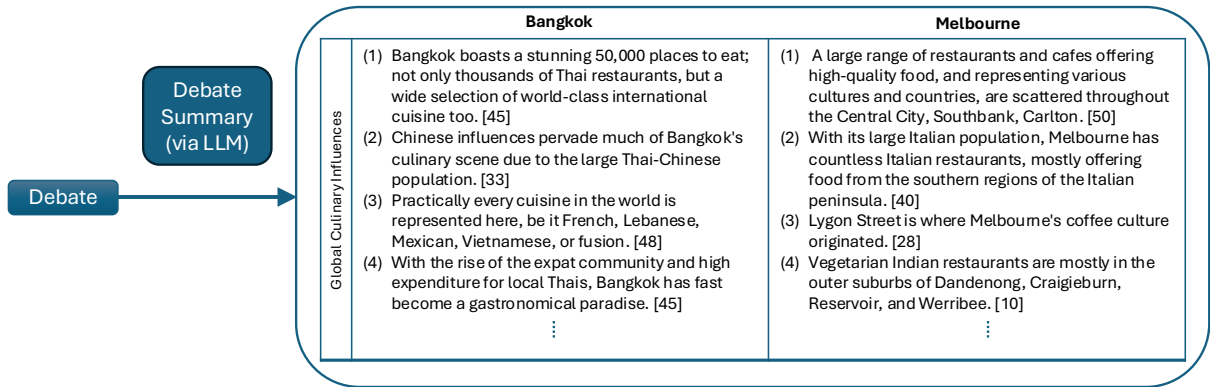 Bangkok
Melbourne
Debate
Summary
(via LLM)
Debate
Global Culinary Influences
(1) Bangkok boasts a stunning 50,000 places to eat;
not only thousands of Thai restaurants, but a
wide selection of world-class international
cuisine too. [45]
(2) Chinese influences pervade much of Bangkok's
culinary scene due to the large Thai-Chinese
population. [33]
(3) Practically every cuisine in the world is
represented here, be it French, Lebanese,
Mexican, Vietnamese, or fusion. [48]
(4) With the rise of the expat community and high
expenditure for local Thais, Bangkok has fast
become a gastronomical paradise. [45]
(1) A large range of restaurants and cafes offering
high-quality food, and representing various
cultures and countries, are scattered throughout
the Central City, Southbank, Carlton. [50]
(2) With its large Italian population, Melbourne has
countless Italian restaurants, mostly offering
food from the southern regions of the Italian
peninsula. [40]
(3) Lygon Street is where Melbourne's coffee culture
originated. [28]
(4) Vegetarian Indian restaurants are mostly in the
outer suburbs of Dandenong, Craigieburn,
Reservoir, and Werribee. [10]